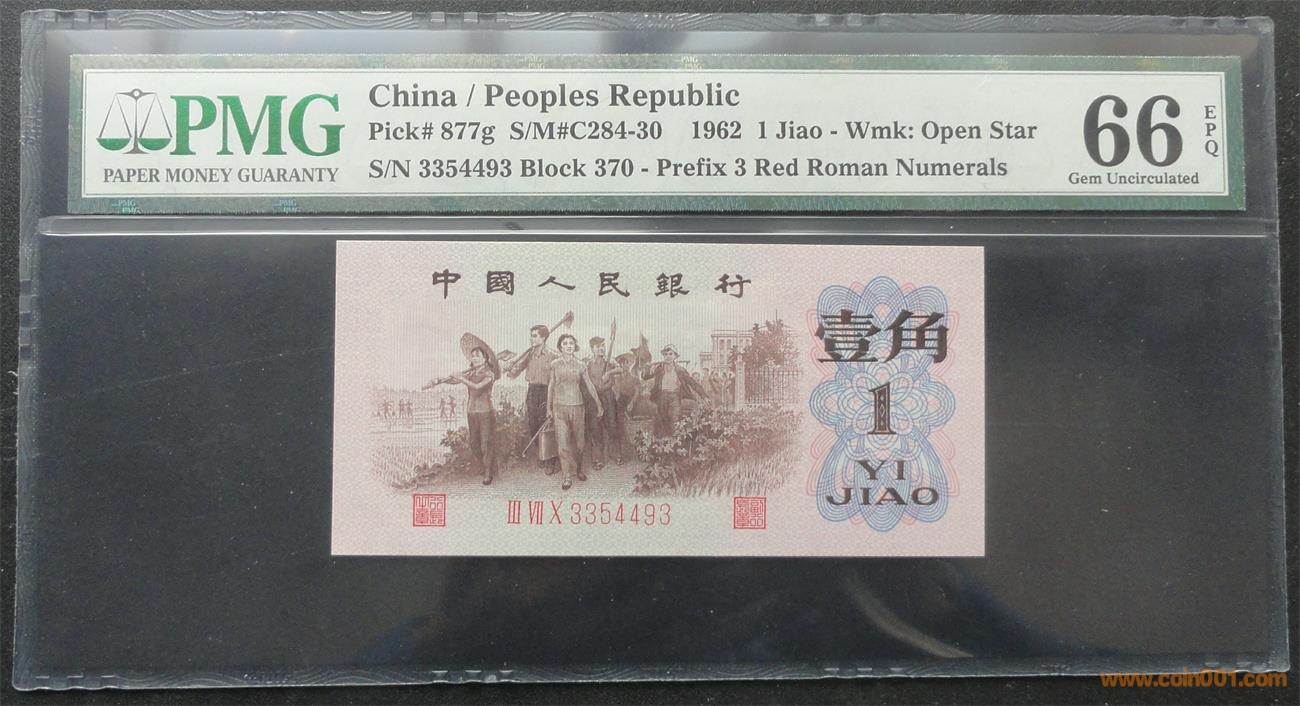 PMG
PAPER MONEY GUARANTY
China / Peoples Republic
Pick# 877g S/M#C284-30 1962 1 Jiao - Wmk: Open Star
S/N 3354493 Block 370 - Prefix 3 Red Roman Numerals
66
EPQ
Gem Uncirculated
中國人民銀行
壹角
1
YI
JIAO
III VII X 3354493
www.coin001.com